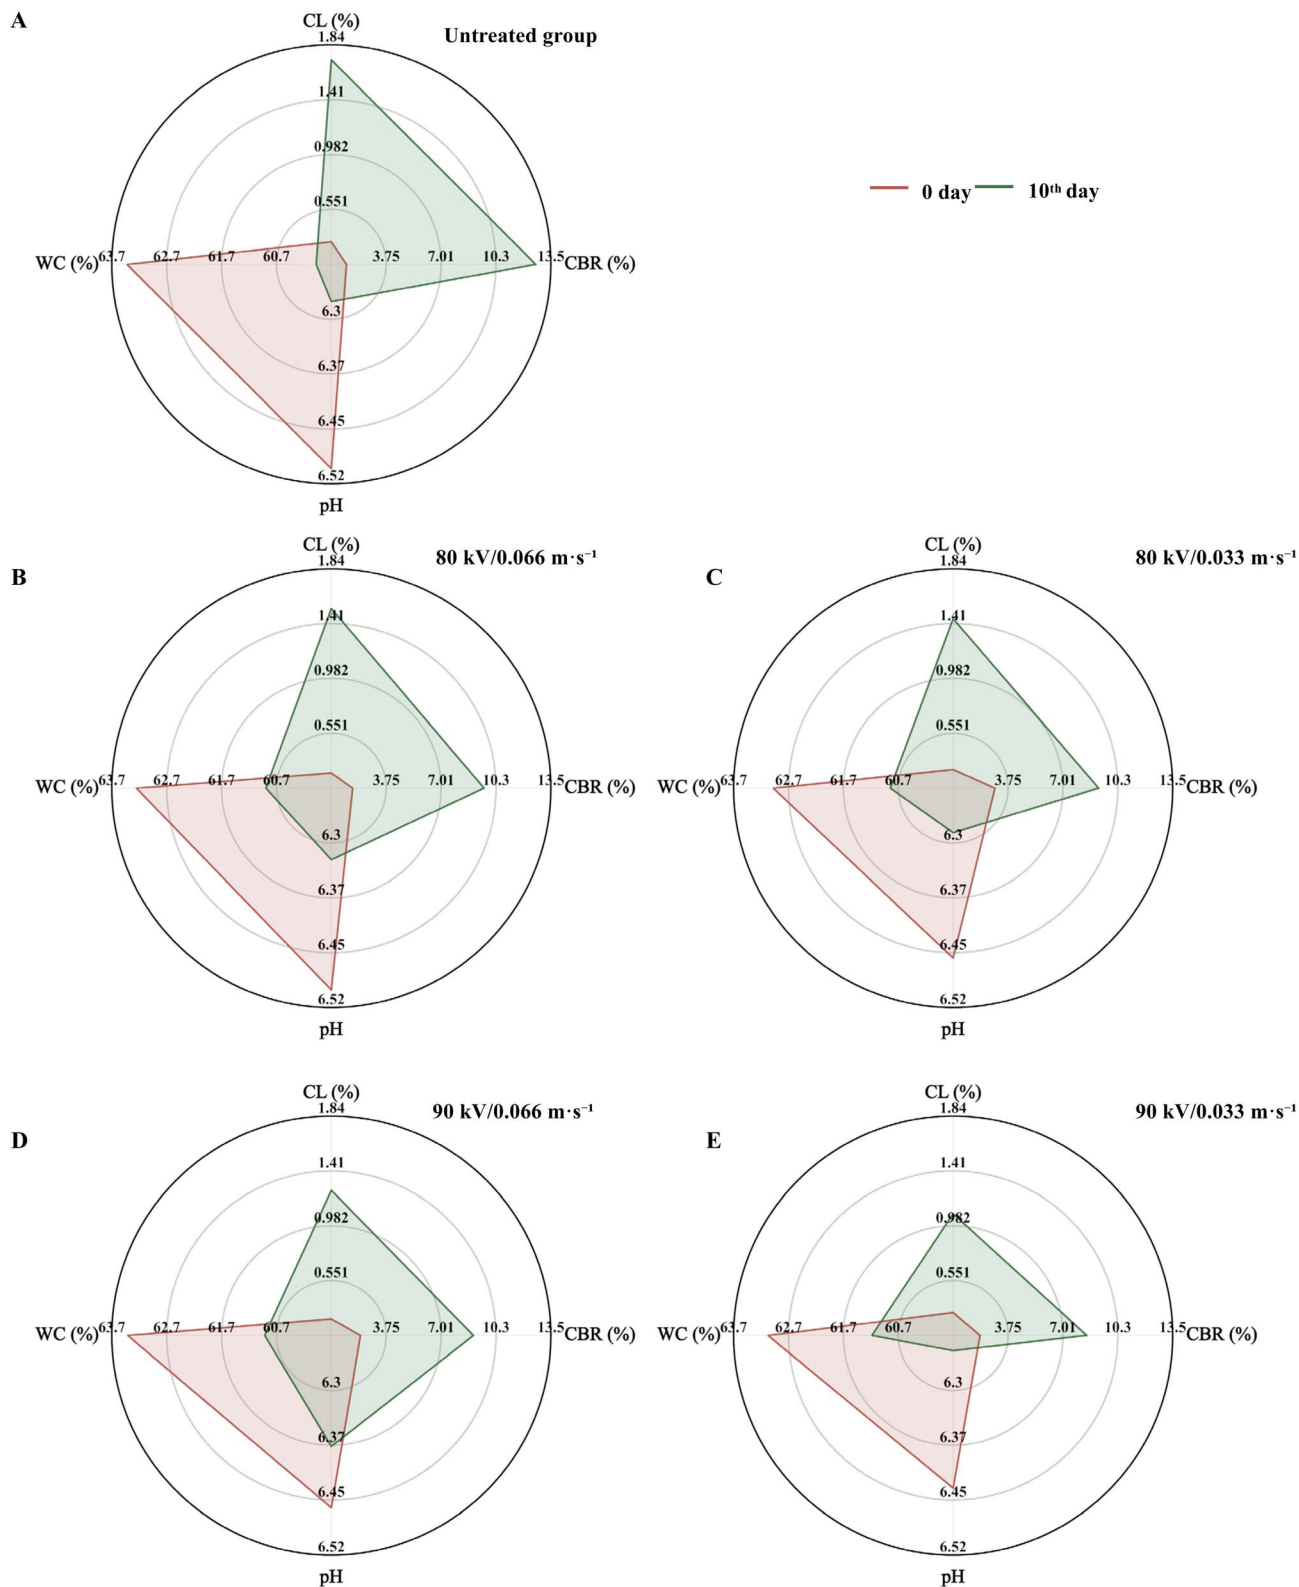 A
CL (%)
1.84
Untreated group
1.41
0.982
0.551
0 day
10ᵗʰ day
WC (%) 63.7 62.7 61.7 60.7 3.75 7.01 10.3 13.5 CBR (%)
6.3
6.37
6.45
6.52
pH
B
CL (%)
1.84
80 kV/0.066 m·s⁻¹
1.41
0.982
0.551
WC (%) 63.7 62.7 61.7 60.7 3.75 7.01 10.3 13.5 CBR (%)
6.3
6.37
6.45
6.52
pH
C
CL (%)
1.84
80 kV/0.033 m·s⁻¹
1.41
0.982
0.551
WC (%) 63.7 62.7 61.7 60.7 3.75 7.01 10.3 13.5 CBR (%)
6.3
6.37
6.45
6.52
pH
D
CL (%)
1.84
90 kV/0.066 m·s⁻¹
1.41
0.982
0.551
WC (%) 63.7 62.7 61.7 60.7 3.75 7.01 10.3 13.5 CBR (%)
6.3
6.37
6.45
6.52
pH
E
CL (%)
1.84
90 kV/0.033 m·s⁻¹
1.41
0.982
0.551
WC (%) 63.7 62.7 61.7 60.7 3.75 7.01 10.3 13.5 CBR (%)
6.3
6.37
6.45
6.52
pH